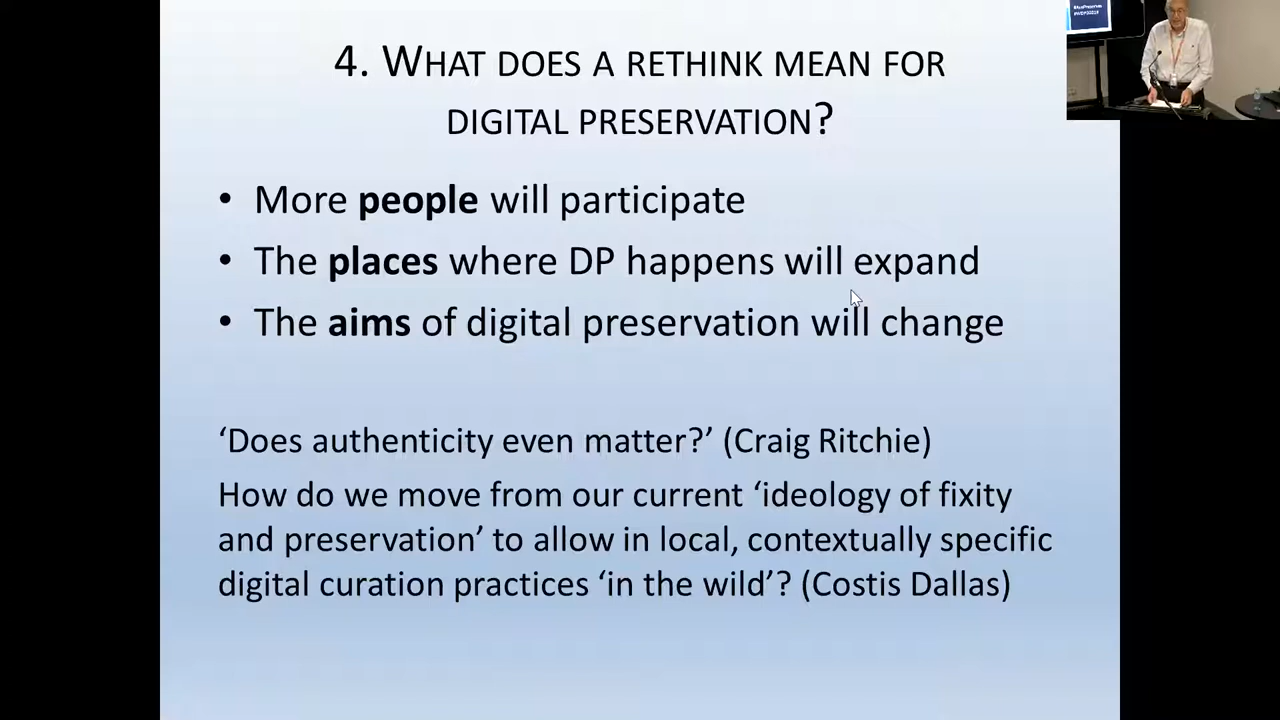 4. WHAT DOES A RETHINK MEAN FOR
DIGITAL PRESERVATION?
• More people will participate
• The places where DP happens will expand
• The aims of digital preservation will change
‘Does authenticity even matter?’ (Craig Ritchie)
How do we move from our current ‘ideology of fixity
and preservation’ to allow in local, contextually specific
digital curation practices ‘in the wild’? (Costis Dallas)